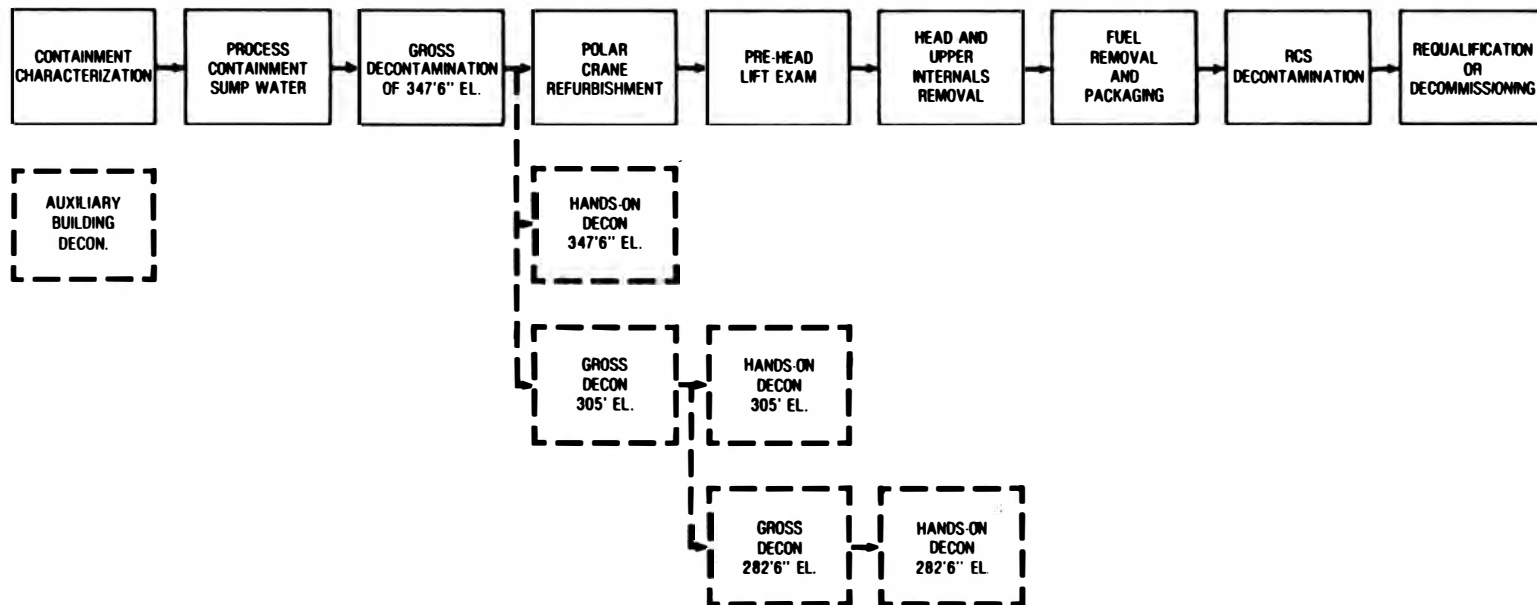 CONTAINMENT
CHARACTERIZATION
PROCESS
CONTAINMENT
SUMP WATER
GROSS
DECONTAMINATION
OF 347'6" EL.
POLAR
CRANE
REFURBISHMENT
PRE-HEAD
LIFT EXAM
HEAD AND
UPPER
INTERNALS
REMOVAL
FUEL
REMOVAL
AND
PACKAGING
RCS
DECONTAMINATION
REQUALIFICATION
OR
DECOMMISSIONING
AUXILIARY
BUILDING
DECON.
HANDS-ON
DECON
347'6" EL.
GROSS
DECON
305' EL.
HANDS-ON
DECON
305' EL.
GROSS
DECON
282'6" EL.
HANDS-ON
DECON
282'6" EL.